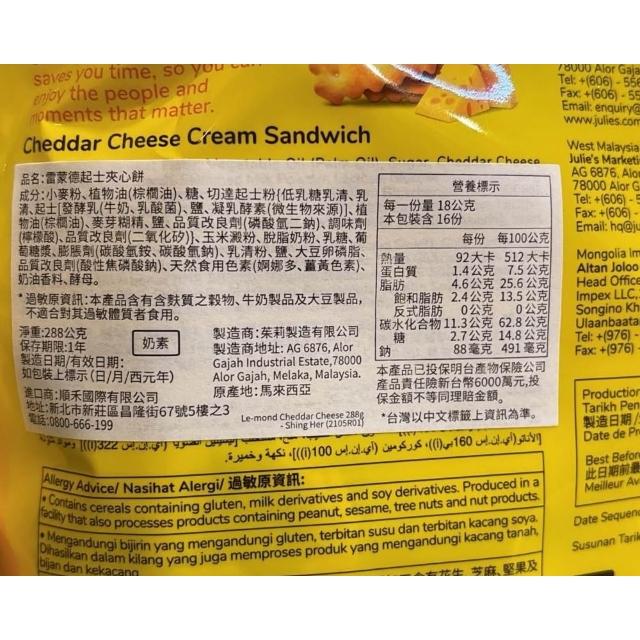 saves you time, so you can
enjoy the people and
moments that matter.
Cheddar Cheese Cream Sandwich
品名:雷蒙德起士夾心餅
成分:小麥粉、植物油(棕櫚油)、糖、切達起士粉{低乳糖乳清、乳
清、起士[發酵乳(牛奶、乳酸菌)、鹽、凝乳酵素(微生物來源)]、植
物油(棕櫚油)、麥芽糊精、鹽、品質改良劑(磷酸氫二鈉)、調味劑
(檸檬酸)、品質改良劑(二氧化矽)}、玉米澱粉、脫脂奶粉、乳糖、葡
萄糖漿、膨脹劑(碳酸氫銨、碳酸氫鈉)、乳清粉、鹽、大豆卵磷脂、
品質改良劑(酸性焦磷酸鈉)、天然食用色素(婀娜多、薑黃色素)、
奶油香料、酵母。
*過敏原資訊:本產品含有含麩質之穀物、牛奶製品及大豆製品,
不適合對其過敏體質者食用。
淨重:288公克
保存期限:1年
製造日期/有效日期:
如包裝上標示(日/月/西元年)
奶素
進口商:順禾國際有限公司
地址:新北市新莊區昌隆街67號5樓之3
電話:0800-666-199
製造商:茱莉製造有限公司
製造商地址: AG 6876, Alor
Gajah Industrial Estate,78000
Alor Gajah, Melaka, Malaysia.
原產地:馬來西亞
Le-mond Cheddar Cheese 288g
- Shing Her (2105R01)
營養標示
每一份量 18公克
本包裝含 16份
每份 每100公克
熱量 92大卡 512大卡
蛋白質 1.4公克 7.5公克
脂肪 4.6公克 25.6公克
飽和脂肪 2.4公克 13.5公克
反式脂肪 0公克 0公克
碳水化合物 11.3公克 62.8公克
糖 2.7公克 14.8公克
鈉 88毫克 491毫克
本產品已投保明台產物保險公司
產品責任險新台幣6000萬元,投
保金額不等同理賠金額。
*台灣以中文標籤上資訊為準。
Allergy Advice/ Nasihat Alergi/ 過敏原資訊:
• Contains cereals containing gluten, milk derivatives and soy derivatives. Produced in a
facility that also processes products containing peanut, sesame, tree nuts and nut products.
• Mengandungi bijirin yang mengandungi gluten, terbitan susu dan terbitan kacang soya.
Dihasilkan dalam kilang yang juga memproses produk yang mengandungi kacang tanah,
bijan dan kekacang.
花生、芝麻、堅果及
78000 Alor Gaja
Tel: +(606) - 556
Fax: +(606) - 55
Email: enquiry@
www.julies.com
West Malaysia
Julie's Marketi
AG 6876, Alor
78000 Alor G
Tel: +(606) -
Fax: +(606) -
Email: hq@ju
Mongolia Im
Altan Joloo
Head Office
Impex LLC,
Songino Kh
Ulaanbaata
Tel: +(976) -
Fax: +(976) -
Production
Tarikh Pen
製造日期/
Date de Pr
Best Before
此日期前最
Meilleur Av
Date Sequenc
Susunan Tarik